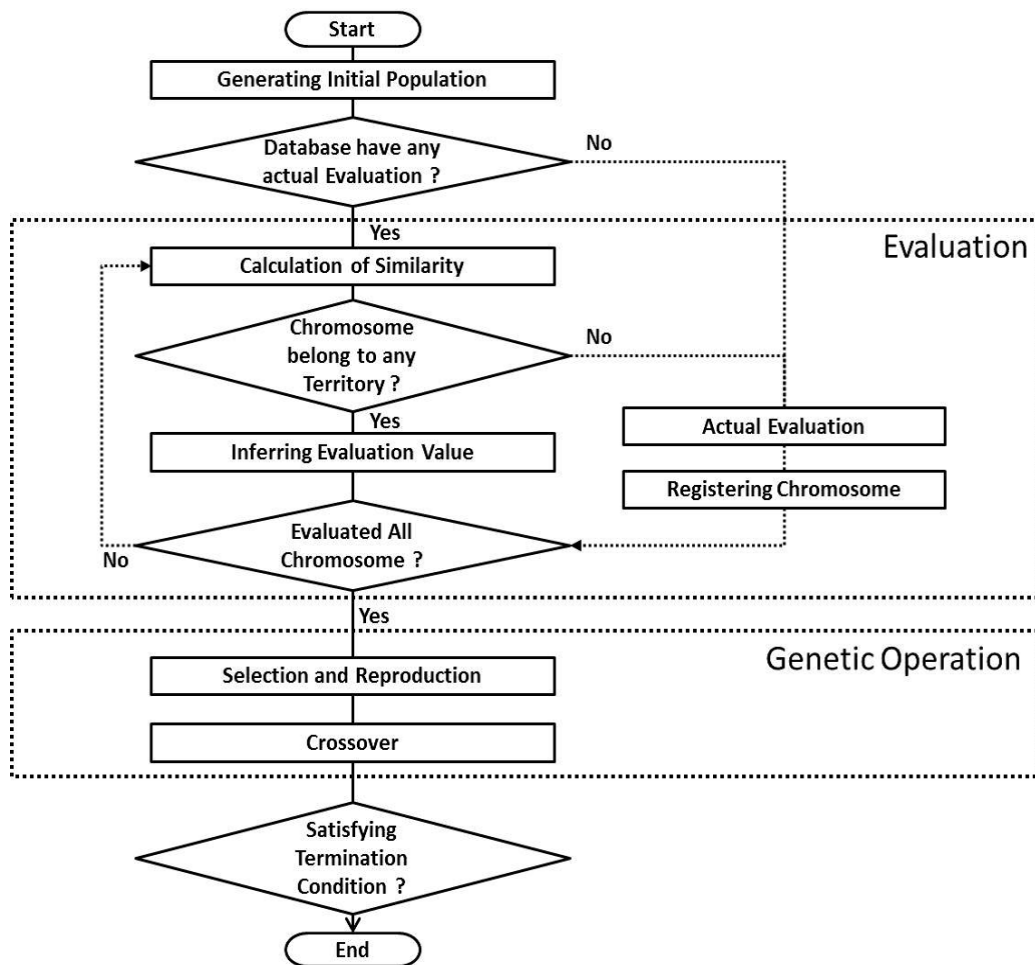 Start
Generating Initial Population
Database have any
actual Evaluation ?
No
Yes
Evaluation
Calculation of Similarity
Chromosome
belong to any
Territory ?
No
Yes
Actual Evaluation
Inferring Evaluation Value
Registering Chromosome
Evaluated All
Chromosome ?
No
Yes
Genetic Operation
Selection and Reproduction
Crossover
Satisfying
Termination
Condition ?
End